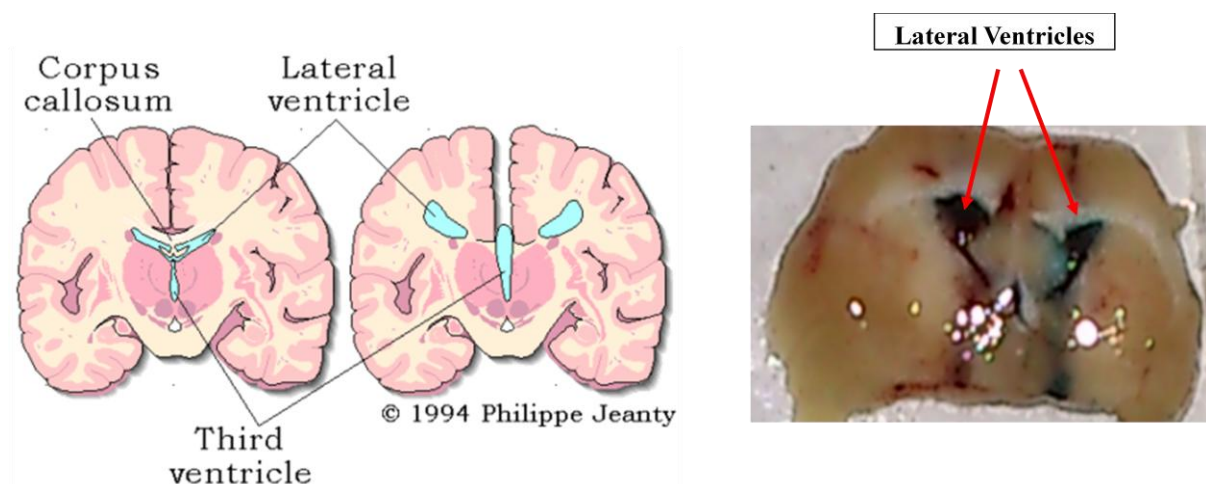 Corpus
callosum
Lateral
ventricle
Third
ventricle
© 1994 Philippe Jeanty
Lateral Ventricles